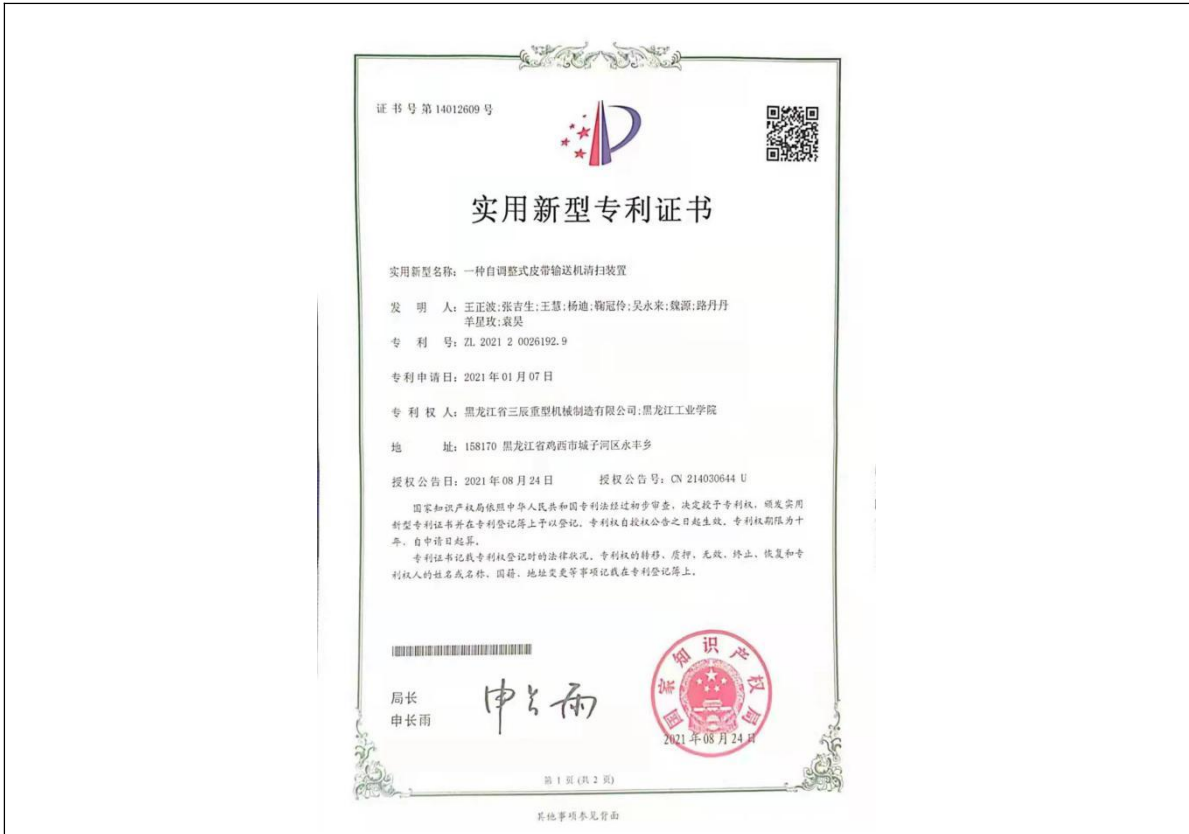 证书号第14012609号
实用新型专利证书
实用新型名称：一种自调整式皮带输送机清扫装置
发明人：王正波;张吉生;王慧;杨迪;鞠冠伶;吴永来;魏源;路丹丹
羊星玫;袁昊
专利号：ZL 2021 2 0026192.9
专利申请日：2021年01月07日
专利权人：黑龙江省三辰重型机械制造有限公司;黑龙江工业学院
地址：158170 黑龙江省鸡西市城子河区永丰乡
授权公告日：2021年08月24日 授权公告号：CN 214030644 U
国家知识产权局依照中华人民共和国专利法经过初步审查，决定授予专利权，颁发实用
新型专利证书并在专利登记簿上予以登记。专利权自授权公告之日起生效。专利权期限为十
年，自申请日起算。
专利证书记载专利权登记时的法律状况。专利权的转移、质押、无效、终止、恢复和专
利权人的姓名或名称、国籍、地址变更等事项记载在专利登记簿上。
局长
申长雨
申长雨
国家知识产权局
2021年08月24日
第1页(共2页)
其他事项参见背面